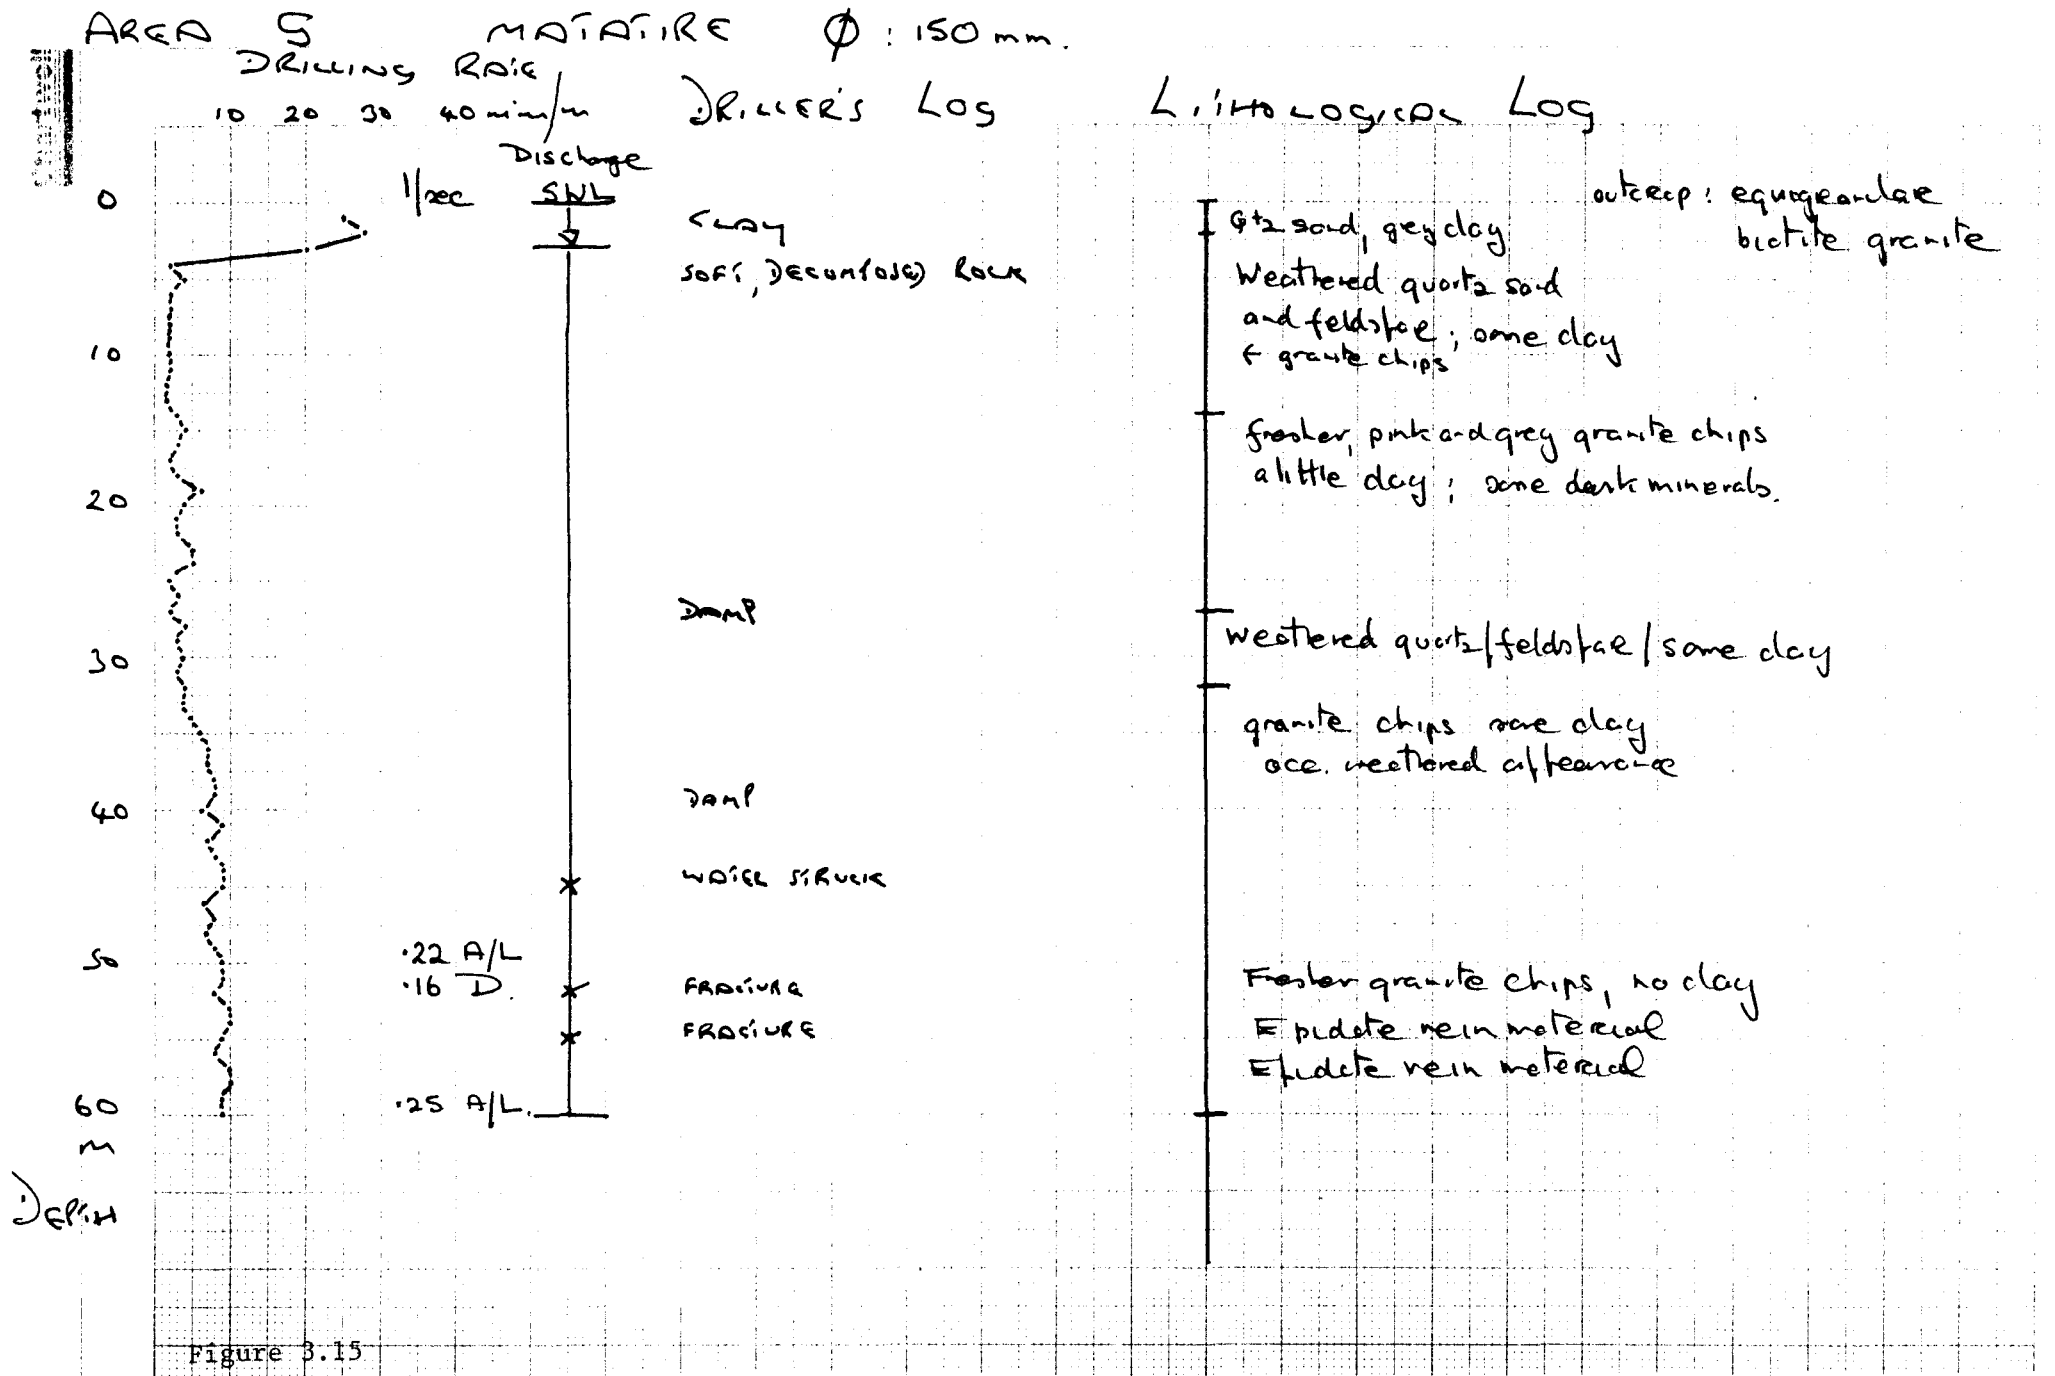 AREA 5 MATATIRE Ø : 150 mm.
DRILLING RATE / Discharge
10 20 30 40 min/m
DRILLER'S LOG
LITHOLOGICAL LOG
l/sec
SWL
outcrop : equigranular
biotite granite
0
CLAY
Qtz sand, grey clay
SOFT, DECOMPOSED ROCK
Weathered quartz sand
and feldspar ; some clay
+ granite chips
10
fresher, pink and grey granite chips
a little clay ; some dark minerals.
20
DAMP
Weathered quartz/feldspar/some clay
30
granite chips some clay
occ. weathered appearance
40
DAMP
WATER STRUCK
50
.22 A/L
.16 D.
FRACTURE
Fresher granite chips, no clay
FRACTURE
Epidote vein material
Epidote vein material
60
.25 A/L.
m
DEPTH
Figure 3.15